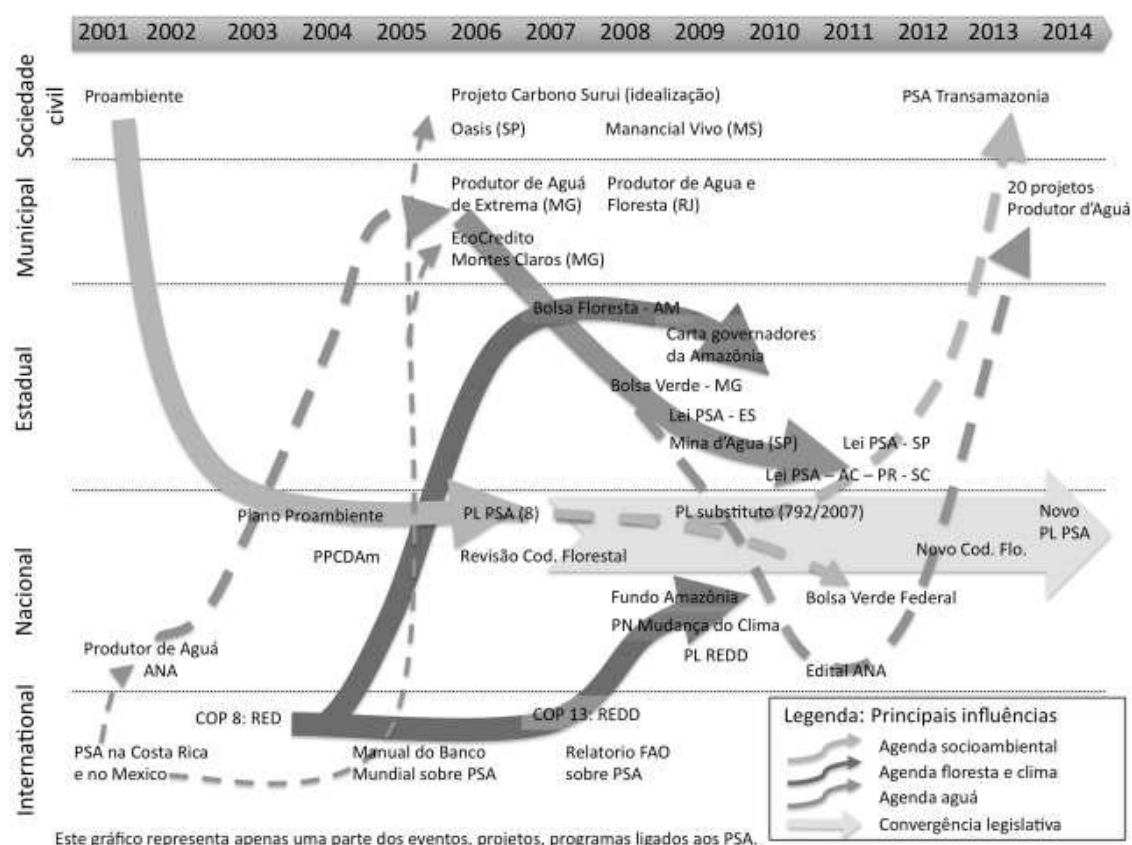 2001 2002 2003 2004 2005 2006 2007 2008 2009 2010 2011 2012 2013 2014
Sociedade
civil
Proambiente
Projeto Carbono Surui (idealização)
PSA Transamazonia
Oasis (SP)
Manancial Vivo (MS)
Municipal
Produtor de Aguá
de Extrema (MG)
Produtor de Agua e
Floresta (RJ)
20 projetos
Produtor d'Aguá
EcoCredito
Montes Claros (MG)
Estadual
Bolsa Floresta - AM
Carta governadores
da Amazônia
Bolsa Verde - MG
Lei PSA - ES
Mina d'Agua (SP)
Lei PSA - SP
Lei PSA – AC – PR - SC
Nacional
Plano Proambiente
PL PSA (8)
PL substituto (792/2007)
Novo
PL PSA
PPCDAm
Revisão Cod. Florestal
Novo Cod. Flo.
Fundo Amazônia
Bolsa Verde Federal
PN Mudança do Clima
Produtor de Aguá
ANA
PL REDD
Edital ANA
International
COP 8: RED
COP 13: REDD
PSA na Costa Rica
e no Mexico
Manual do Banco
Mundial sobre PSA
Relatorio FAO
sobre PSA
Legenda: Principais influências
Agenda socioambiental
Agenda floresta e clima
Agenda aguá
Convergência legislativa
Este gráfico representa apenas uma parte dos eventos, projetos, programas ligados aos PSA.